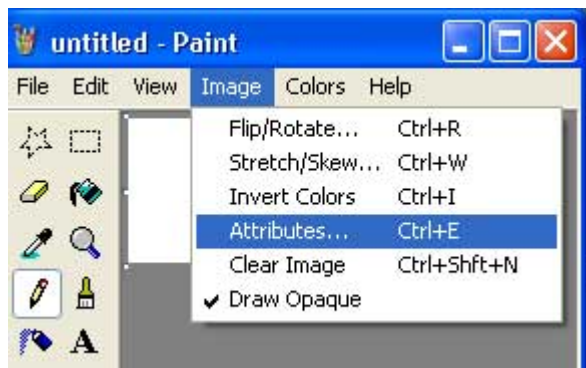 untitled - Paint
File Edit View Image Colors Help
Flip/Rotate... Ctrl+R
Stretch/Skew... Ctrl+W
Invert Colors Ctrl+I
Attributes... Ctrl+E
Clear Image Ctrl+Shft+N
Draw Opaque
A